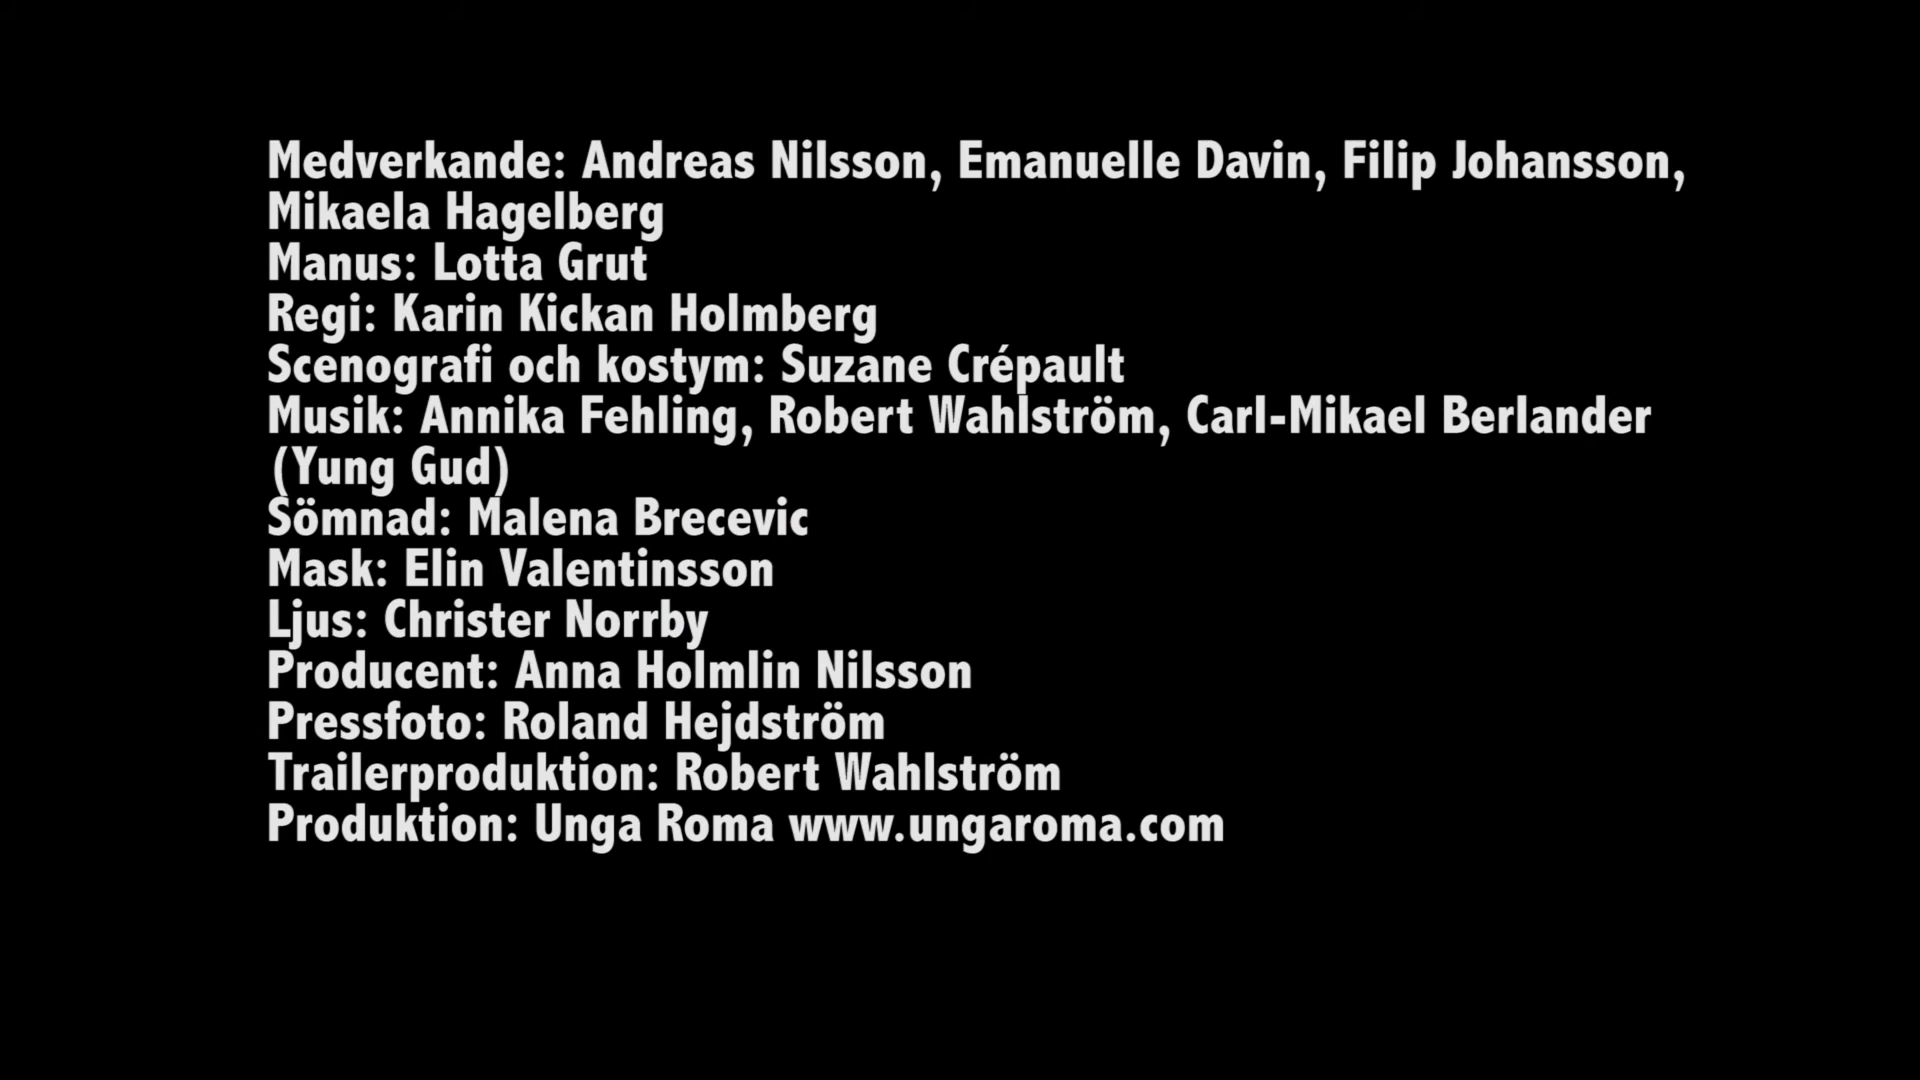 Medverkande: Andreas Nilsson, Emanuelle Davin, Filip Johansson,
Mikaela Hagelberg
Manus: Lotta Grut
Regi: Karin Kickan Holmberg
Scenografi och kostym: Suzane Crépault
Musik: Annika Fehling, Robert Wahlström, Carl-Mikael Berlander
(Yung Gud)
Sömnad: Malena Brecevic
Mask: Elin Valentinsson
Ljus: Christer Norrby
Producent: Anna Holmlin Nilsson
Pressfoto: Roland Hejdström
Trailerproduktion: Robert Wahlström
Produktion: Unga Roma www.ungaroma.com